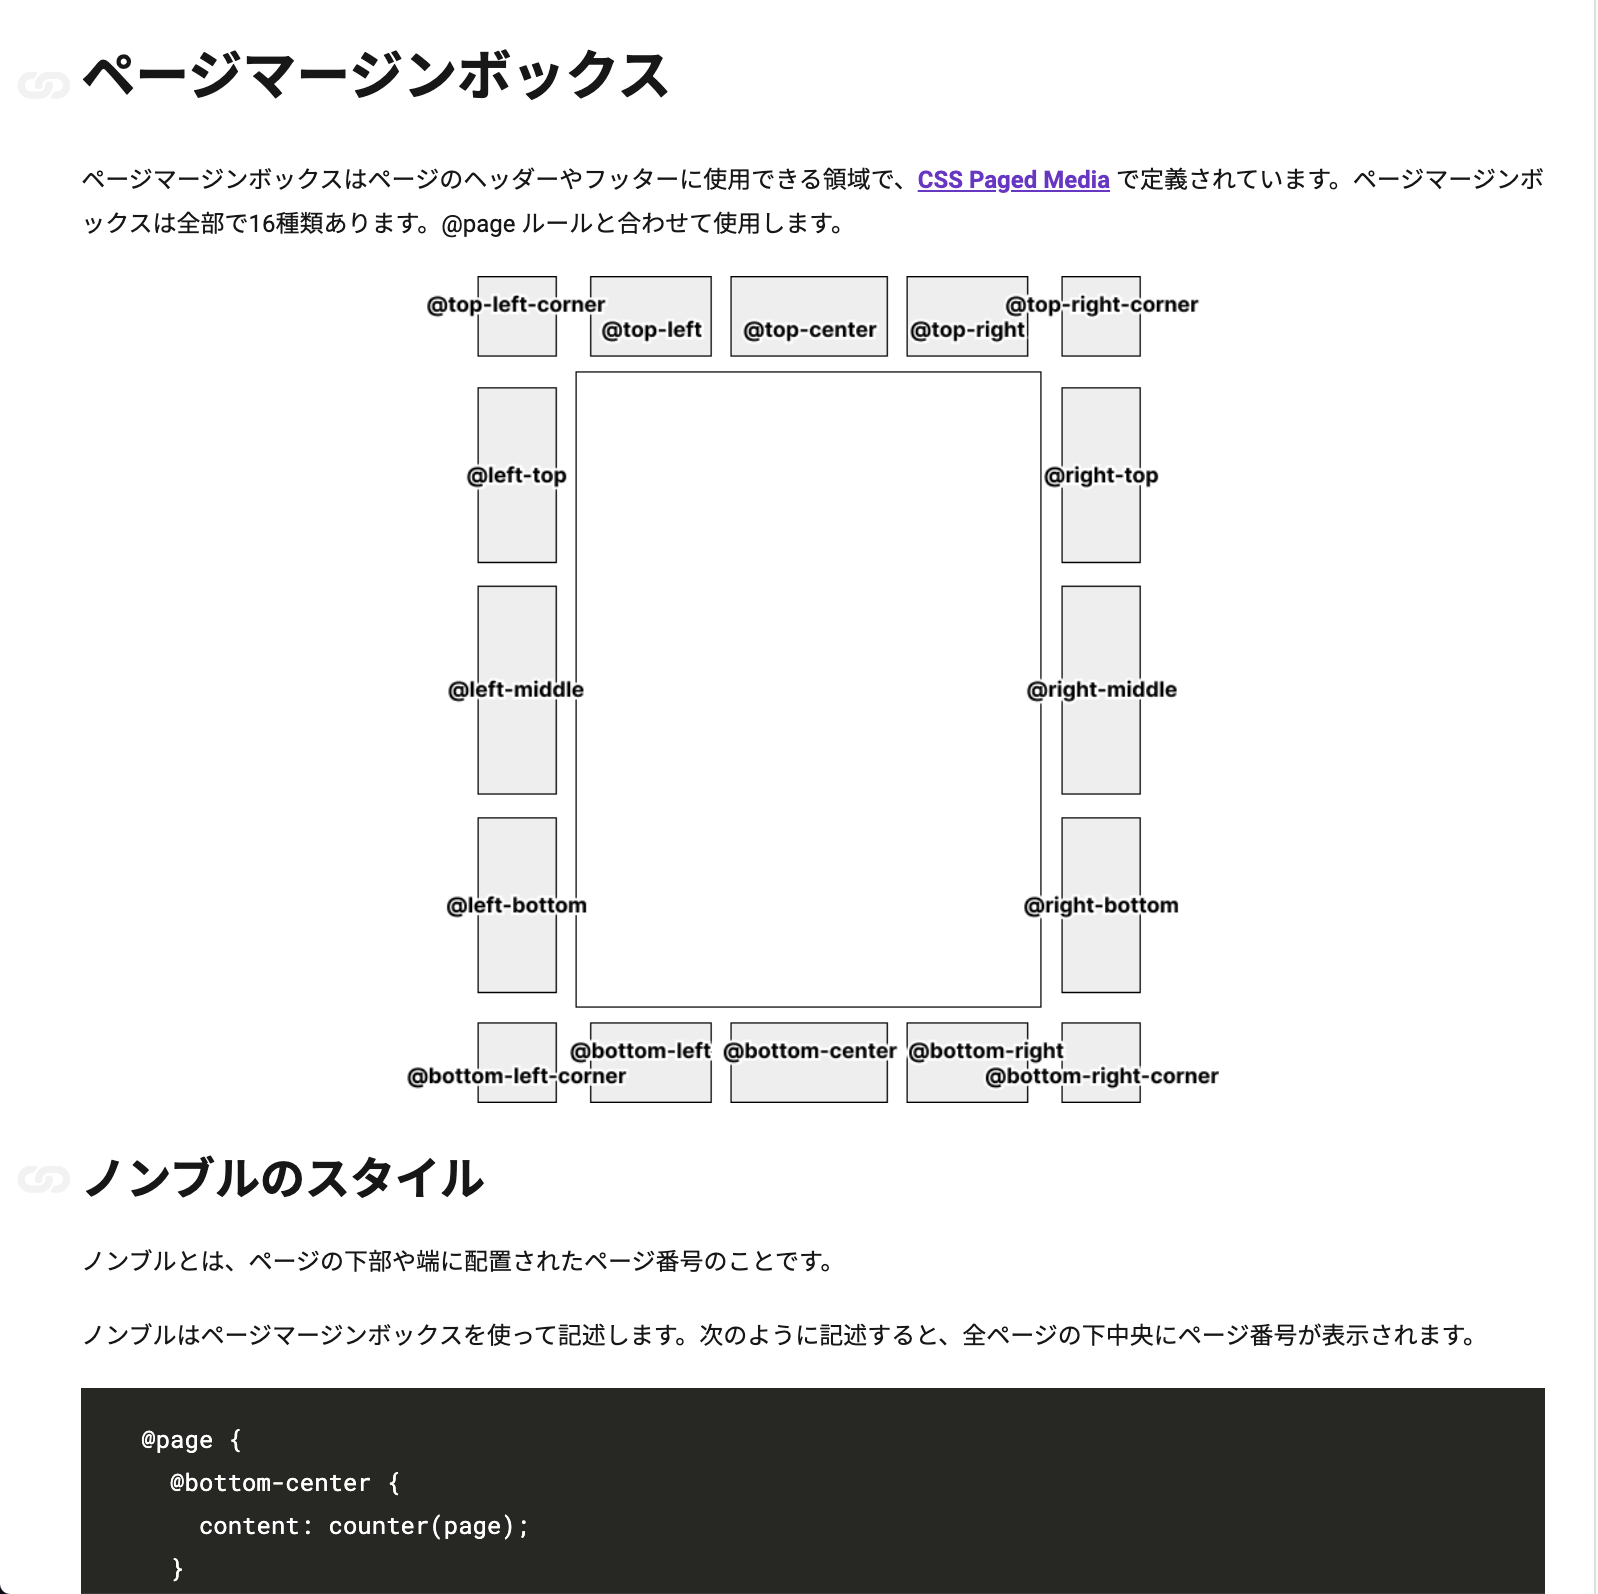 ページマージンボックス
ページマージンボックスはページのヘッダーやフッターに使用できる領域で、CSS Paged Media で定義されています。ページマージンボ
ックスは全部で16種類あります。@page ルールと合わせて使用します。
@top-left-corner
@top-left
@top-center
@top-right
@top-right-corner
@left-top
@right-top
@left-middle
@right-middle
@left-bottom
@right-bottom
@bottom-left-corner
@bottom-left
@bottom-center
@bottom-right
@bottom-right-corner
ノンブルのスタイル
ノンブルとは、ページの下部や端に配置されたページ番号のことです。
ノンブルはページマージンボックスを使って記述します。次のように記述すると、全ページの下中央にページ番号が表示されます。
@page {
  @bottom-center {
    content: counter(page);
  }